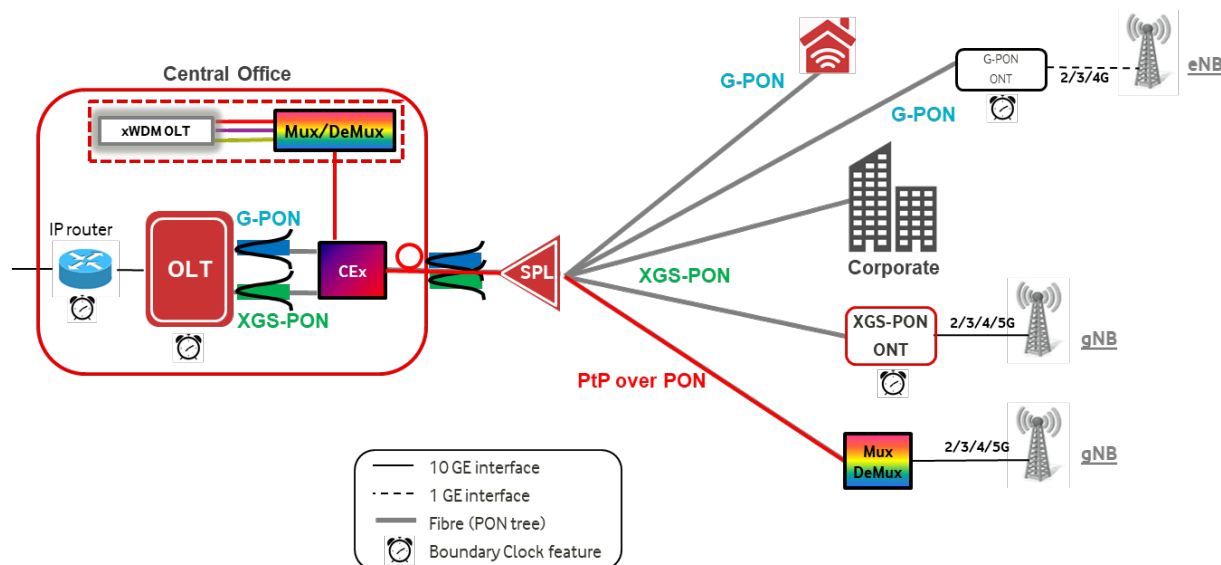 Central Office
xWDM OLT
Mux/DeMux
IP router
OLT
G-PON
XGS-PON
CEx
SPL
G-PON
G-PON
G-PON
ONT
2/3/4G
eNB
Corporate
XGS-PON
XGS-PON
ONT
2/3/4/5G
gNB
PtP over PON
Mux
DeMux
2/3/4/5G
gNB
10 GE interface
1 GE interface
Fibre (PON tree)
Boundary Clock feature